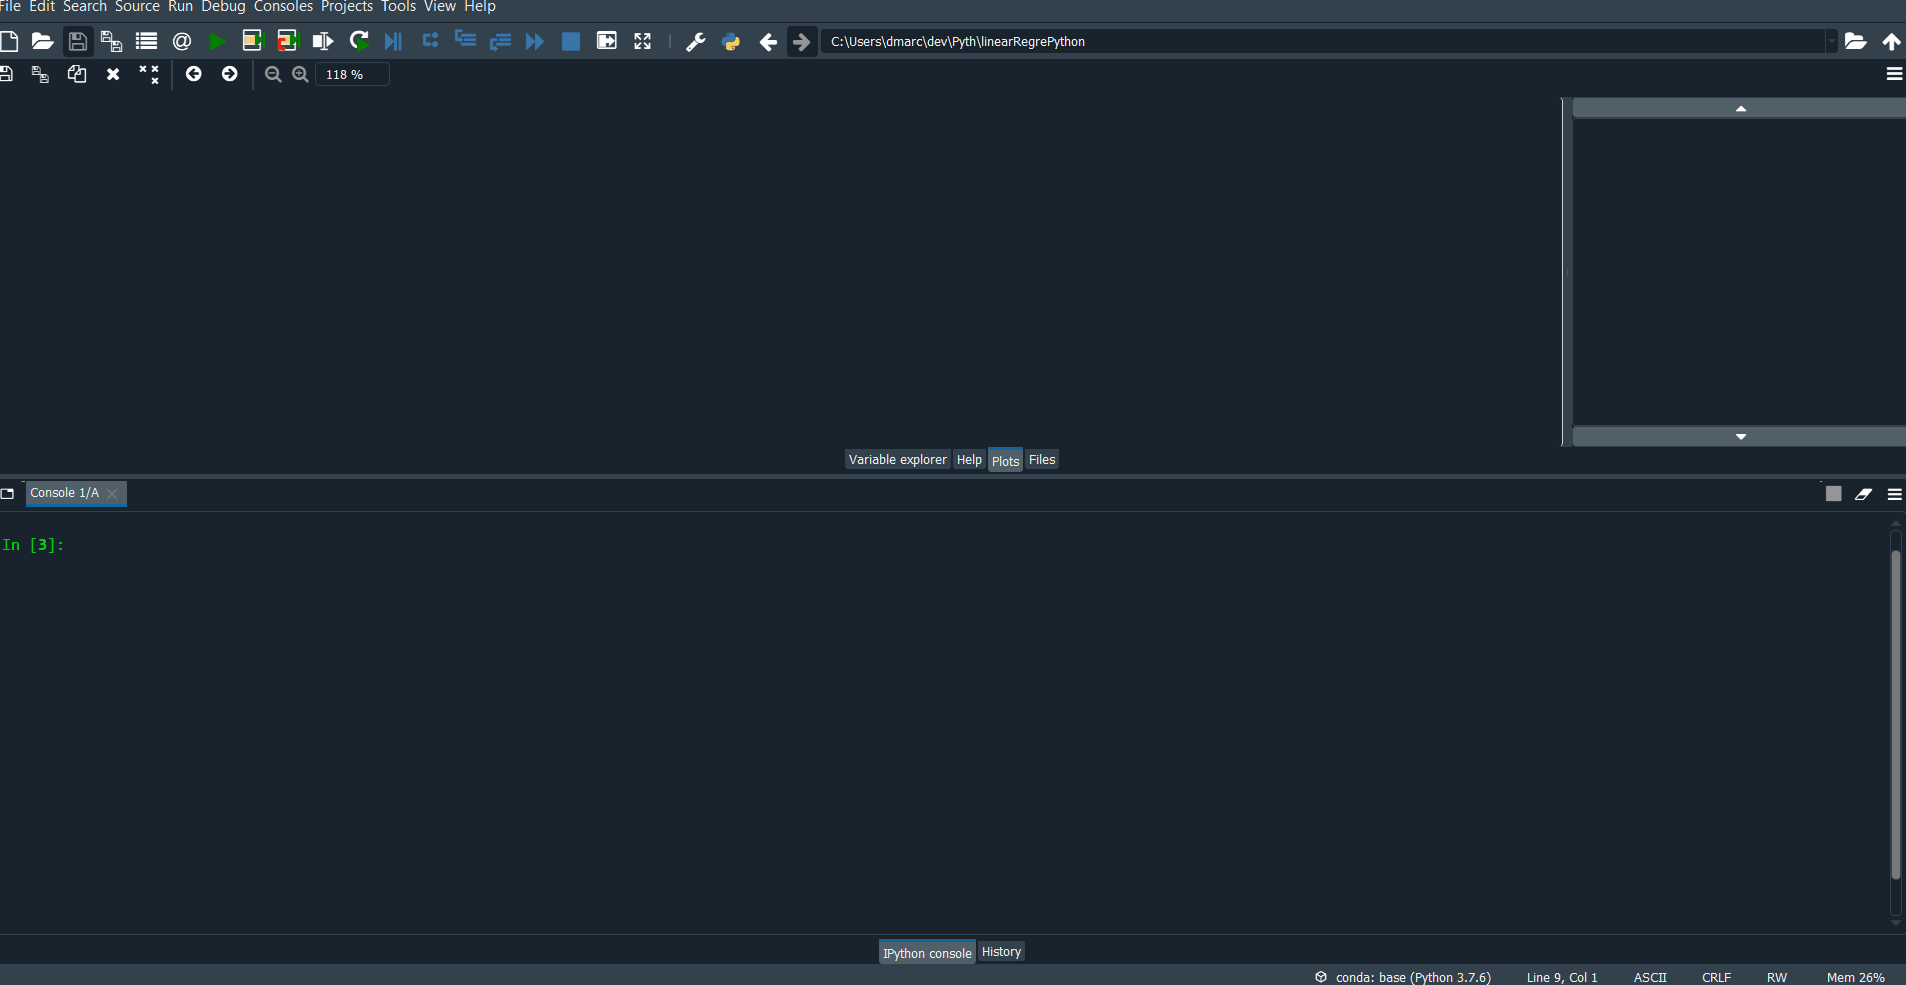 File Edit Search Source Run Debug Consoles Projects Tools View Help
@ C:\Users\dmarc\dev\Pyth\linearRegrePython
118 %
Variable explorer Help Plots Files
Console 1/A
In [3]:
IPython console History
conda: base (Python 3.7.6) Line 9, Col 1 ASCII CRLF RW Mem 26%